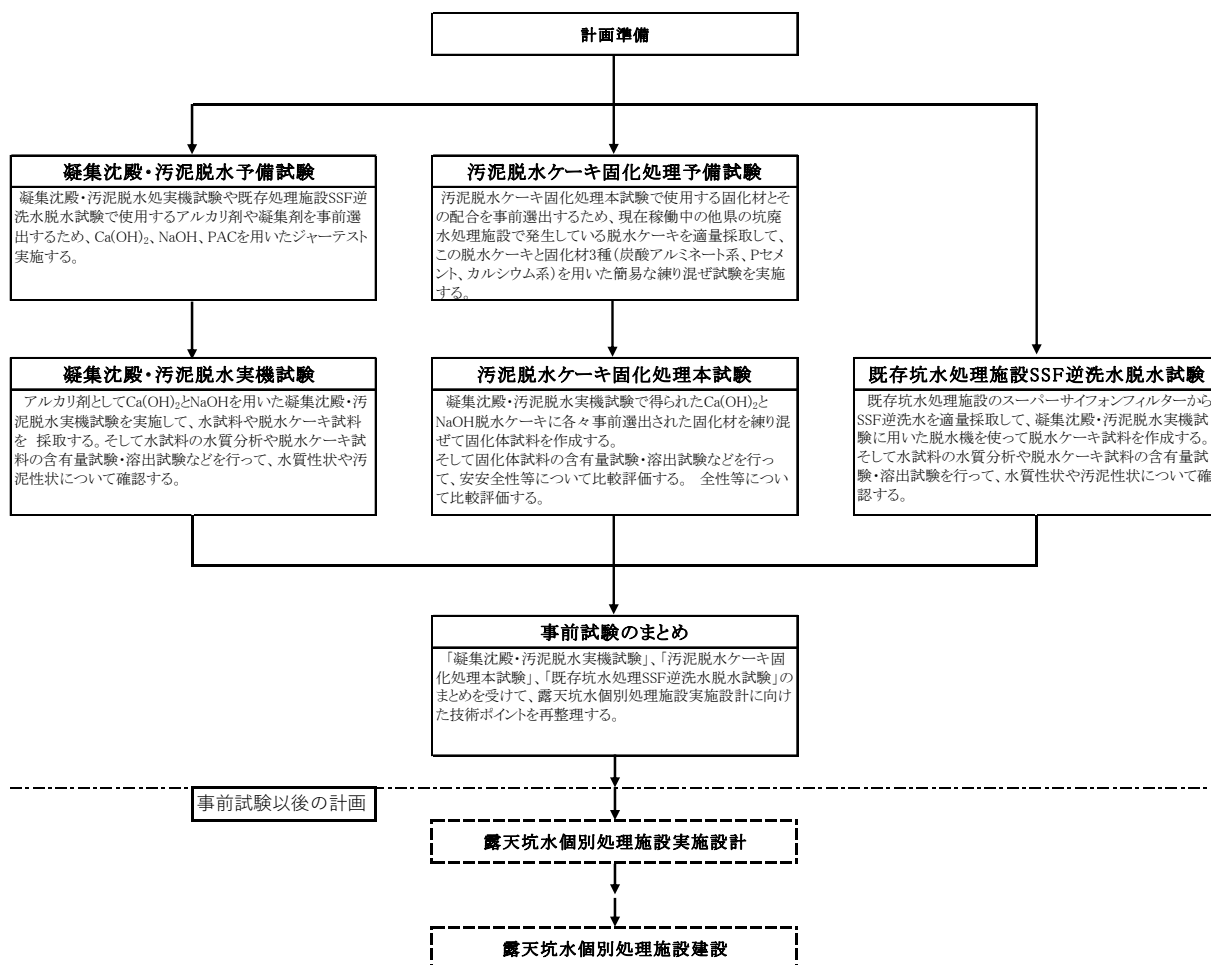 計画準備
凝集沈殿・汚泥脱水予備試験
凝集沈殿・汚泥脱水処実機試験や既存処理施設SSF逆
洗水脱水試験で使用するアルカリ剤や凝集剤を事前選
出するため、Ca(OH)₂、NaOH、PACを用いたジャーテスト
実施する。
汚泥脱水ケーキ固化処理予備試験
汚泥脱水ケーキ固化処理本試験で使用する固化材とそ
の配合を事前選出するため、現在稼働中の他県の坑廃
水処理施設で発生している脱水ケーキを適量採取して、
この脱水ケーキと固化材3種(炭酸アルミネート系、Pセメ
ント、カルシウム系)を用いた簡易な練り混ぜ試験を実施
する。
凝集沈殿・汚泥脱水実機試験
アルカリ剤としてCa(OH)₂とNaOHを用いた凝集沈殿・汚
泥脱水実機試験を実施して、水試料や脱水ケーキ試料
を 採取する。そして水試料の水質分析や脱水ケーキ試
料の含有量試験・溶出試験などを行って、水質性状や汚
泥性状について確認する。
汚泥脱水ケーキ固化処理本試験
凝集沈殿・汚泥脱水実機試験で得られたCa(OH)₂と
NaOH脱水ケーキに各々事前選出された固化材を練り混
ぜて固化体試料を作成する。
そして固化体試料の含有量試験・溶出試験などを行っ
て、安安全性等について比較評価する。 全性等につい
て比較評価する。
既存坑水処理施設SSF逆洗水脱水試験
既存坑水処理施設のスーパーサイフォンフィルターから
SSF逆洗水を適量採取して、凝集沈殿・汚泥脱水実機試
験に用いた脱水機を使って脱水ケーキ試料を作成する。
そして水試料の水質分析や脱水ケーキ試料の含有量試
験・溶出試験を行って、水質性状や汚泥性状について確
認する。
事前試験のまとめ
「凝集沈殿・汚泥脱水実機試験」、「汚泥脱水ケーキ固
化処理本試験」、「既存坑水処理SSF逆洗水脱水試験」の
まとめを受けて、露天坑水個別処理施設実施設計に向け
た技術ポイントを再整理する。
事前試験以後の計画
露天坑水個別処理施設実施設計
露天坑水個別処理施設建設